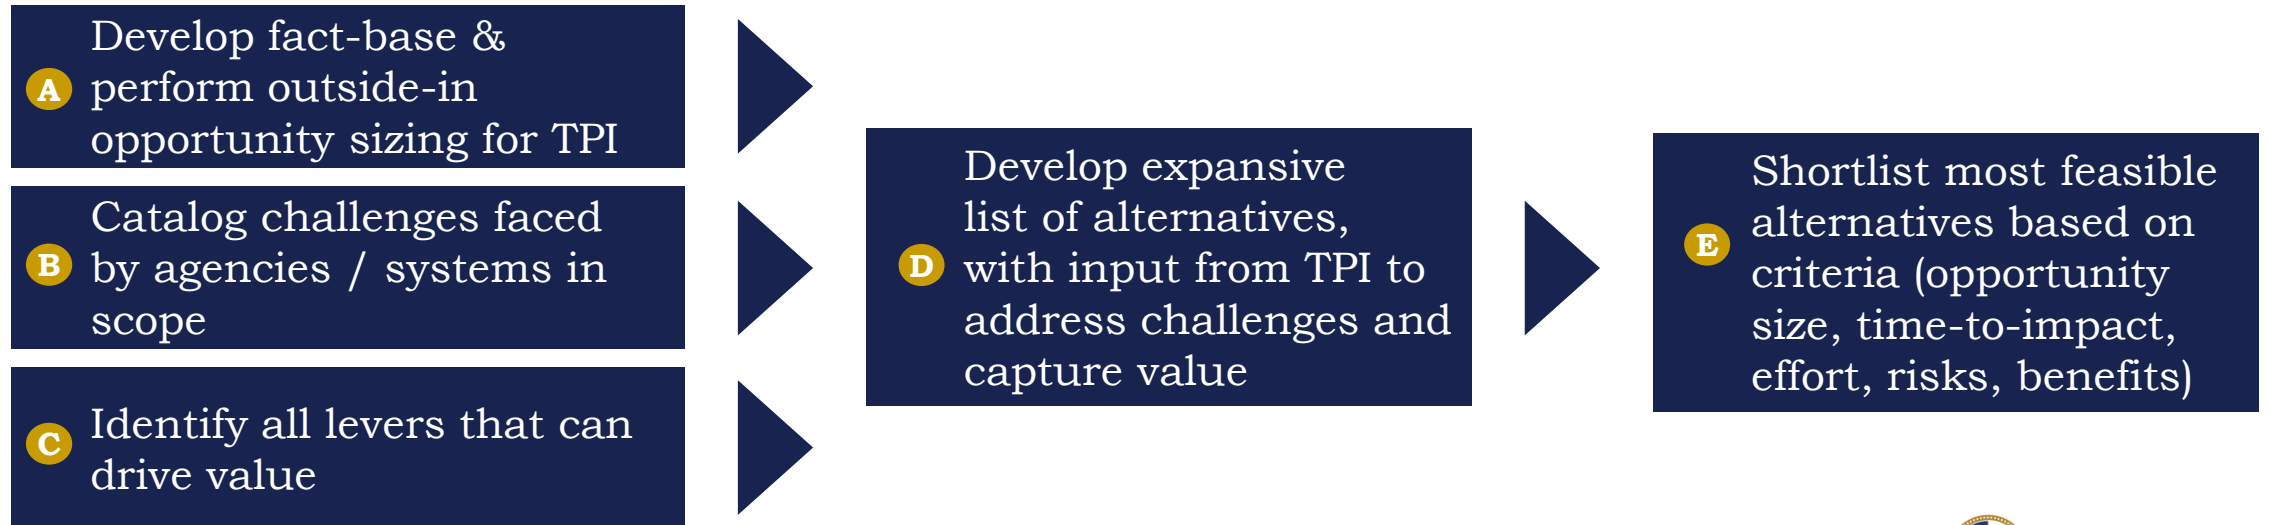 A
Develop fact-base &
perform outside-in
opportunity sizing for TPI
B
Catalog challenges faced
by agencies / systems in
scope
C
Identify all levers that can
drive value
D
Develop expansive
list of alternatives,
with input from TPI to
address challenges and
capture value
E
Shortlist most feasible
alternatives based on
criteria (opportunity
size, time-to-impact,
effort, risks, benefits)